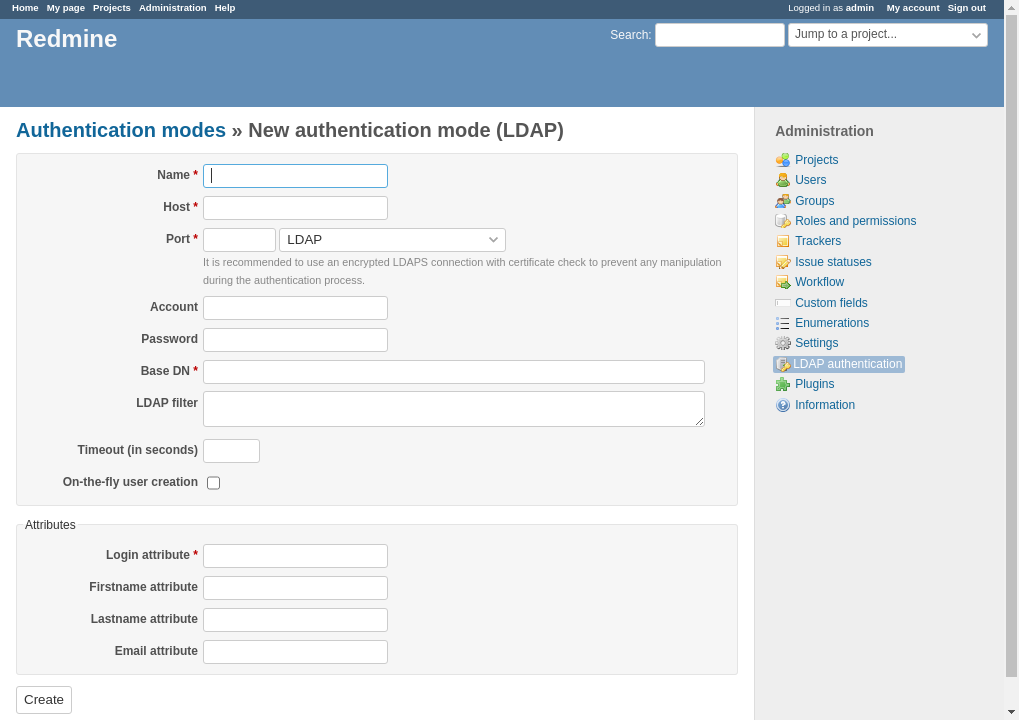 Home My page Projects Administration Help Logged in as admin My account Sign out
Redmine Search: Jump to a project...
Authentication modes » New authentication mode (LDAP)
Name *
Host *
Port * LDAP
It is recommended to use an encrypted LDAPS connection with certificate check to prevent any manipulation
during the authentication process.
Account
Password
Base DN *
LDAP filter
Timeout (in seconds)
On-the-fly user creation
Attributes
Login attribute *
Firstname attribute
Lastname attribute
Email attribute
Create
Administration
Projects
Users
Groups
Roles and permissions
Trackers
Issue statuses
Workflow
Custom fields
Enumerations
Settings
LDAP authentication
Plugins
Information